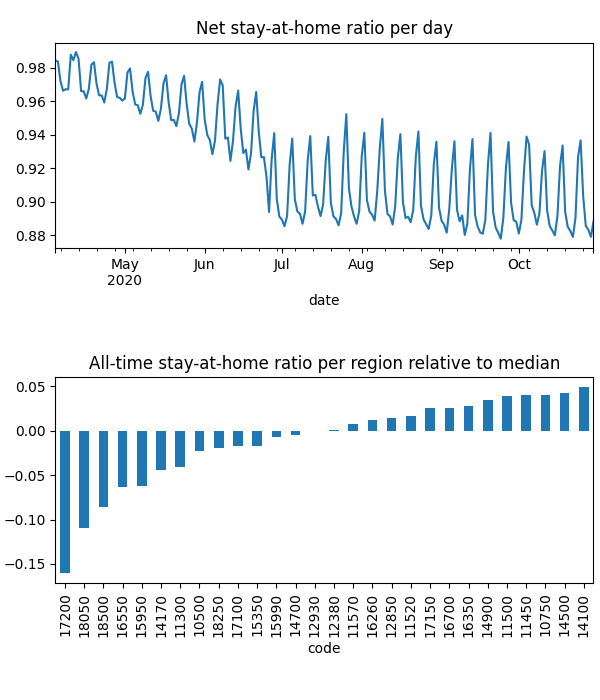 Net stay-at-home ratio per day
0.98
0.96
0.94
0.92
0.90
0.88
May Jun Jul Aug Sep Oct
2020
date
All-time stay-at-home ratio per region relative to median
0.05
0.00
−0.05
−0.10
−0.15
17200 18050 18500 16550 15950 14170 11300 10500 18250 17100 15350 15990 14700 12930 12380 11570 16260 12850 11520 17150 16700 16350 14900 11500 11450 10750 14500 14100
code